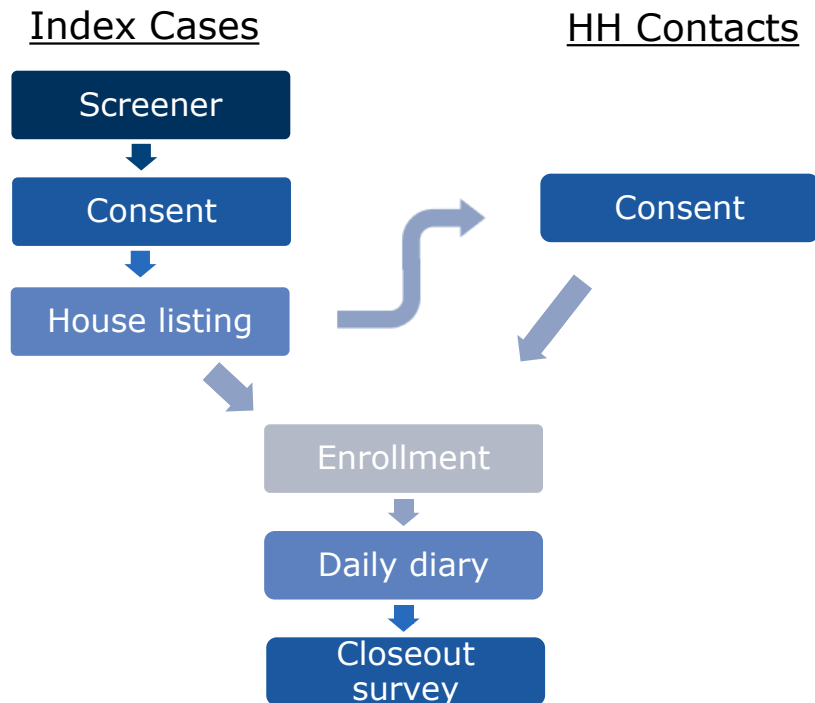 Index Cases
HH Contacts
Screener
Consent
Consent
House listing
Enrollment
Daily diary
Closeout
survey